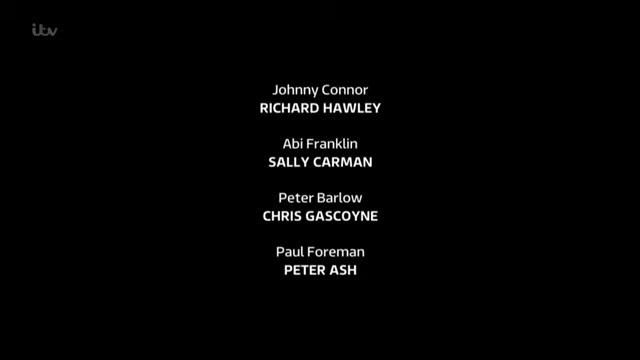 itv
Johnny Connor
RICHARD HAWLEY
Abi Franklin
SALLY CARMAN
Peter Barlow
CHRIS GASCOYNE
Paul Foreman
PETER ASH